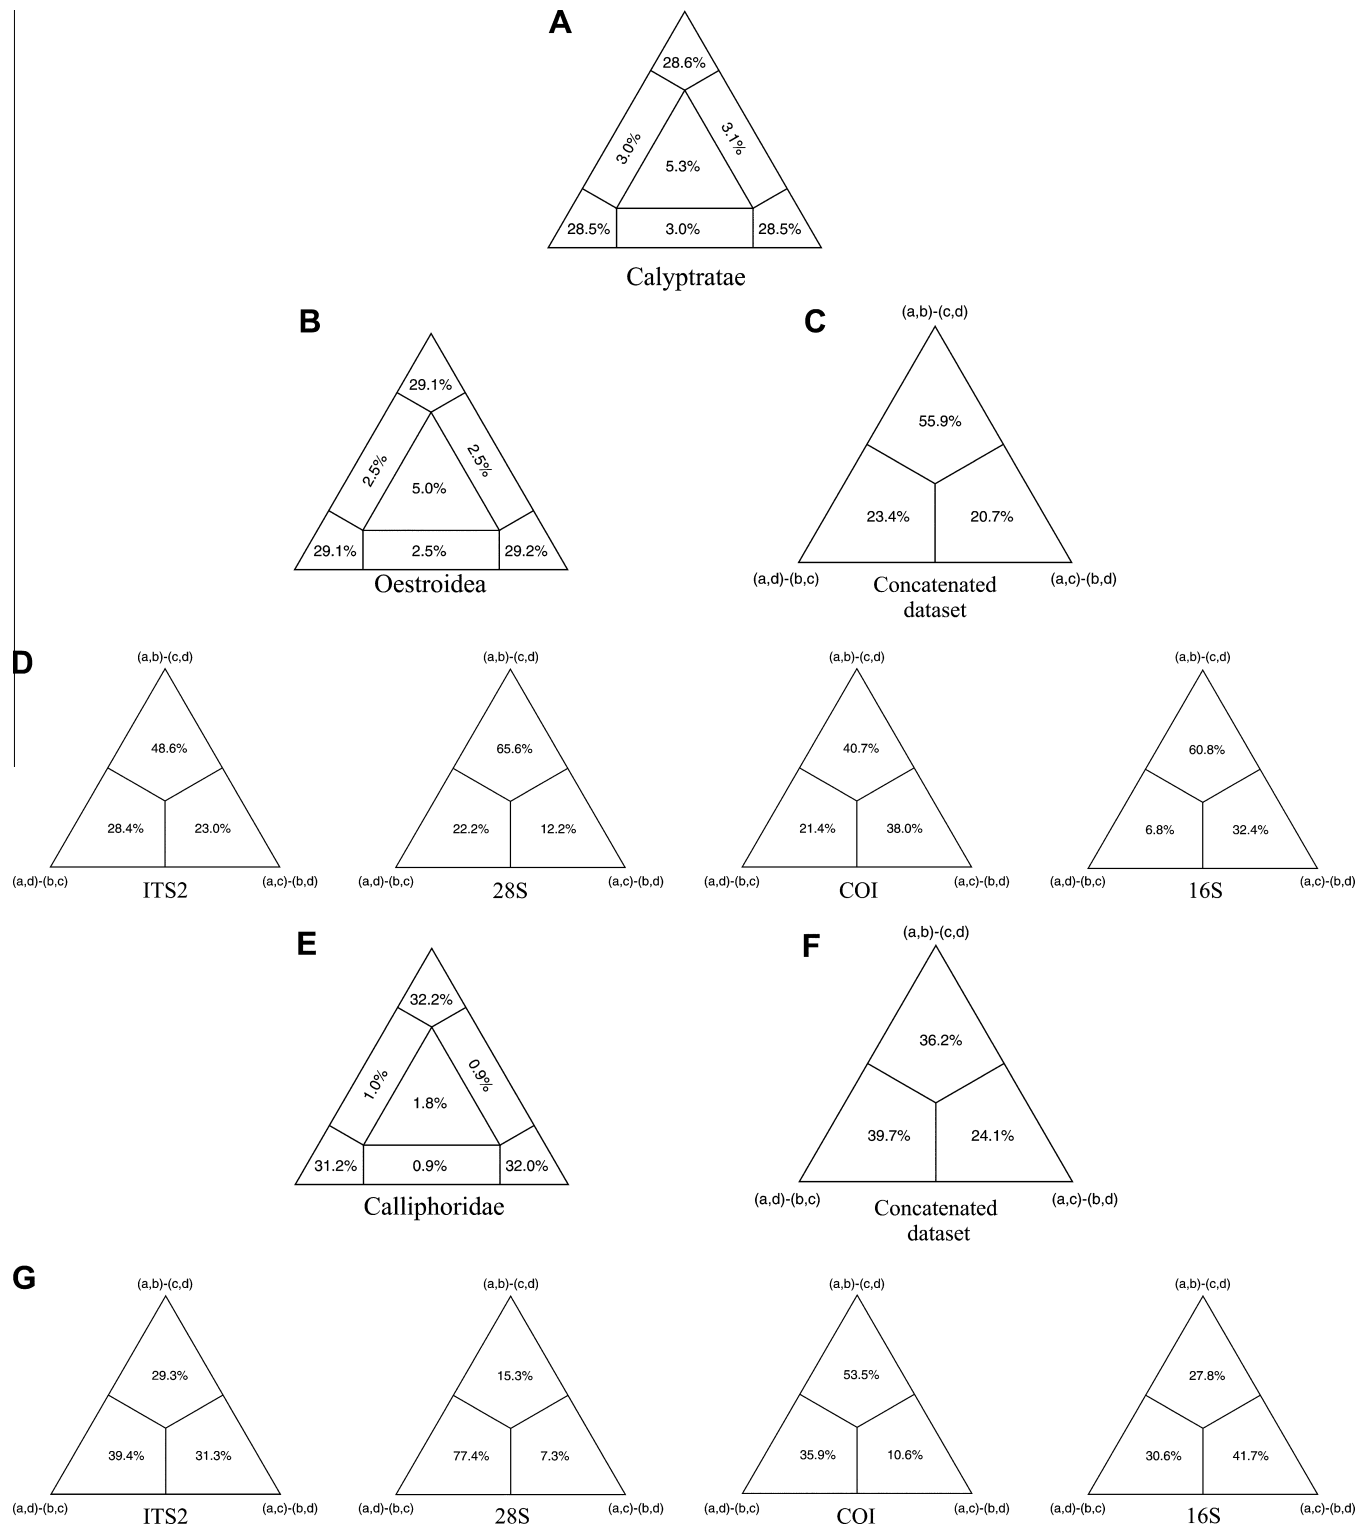 A
28.6%
3.0%
3.1%
5.3%
28.5%
3.0%
28.5%
Calyptratae
B
29.1%
2.5%
2.5%
5.0%
29.1%
2.5%
29.2%
Oestroidea
C
(a,b)-(c,d)
55.9%
23.4%
20.7%
(a,d)-(b,c)
(a,c)-(b,d)
Concatenated
dataset
D
(a,b)-(c,d)
48.6%
28.4%
23.0%
(a,d)-(b,c)
(a,c)-(b,d)
ITS2
(a,b)-(c,d)
65.6%
22.2%
12.2%
(a,d)-(b,c)
(a,c)-(b,d)
28S
(a,b)-(c,d)
40.7%
21.4%
38.0%
(a,d)-(b,c)
(a,c)-(b,d)
COI
(a,b)-(c,d)
60.8%
6.8%
32.4%
(a,d)-(b,c)
(a,c)-(b,d)
16S
E
32.2%
1.0%
0.9%
1.8%
31.2%
0.9%
32.0%
Calliphoridae
F
(a,b)-(c,d)
36.2%
39.7%
24.1%
(a,d)-(b,c)
(a,c)-(b,d)
Concatenated
dataset
G
(a,b)-(c,d)
29.3%
39.4%
31.3%
(a,d)-(b,c)
(a,c)-(b,d)
ITS2
(a,b)-(c,d)
15.3%
77.4%
7.3%
(a,d)-(b,c)
(a,c)-(b,d)
28S
(a,b)-(c,d)
53.5%
35.9%
10.6%
(a,d)-(b,c)
(a,c)-(b,d)
COI
(a,b)-(c,d)
27.8%
30.6%
41.7%
(a,d)-(b,c)
(a,c)-(b,d)
16S